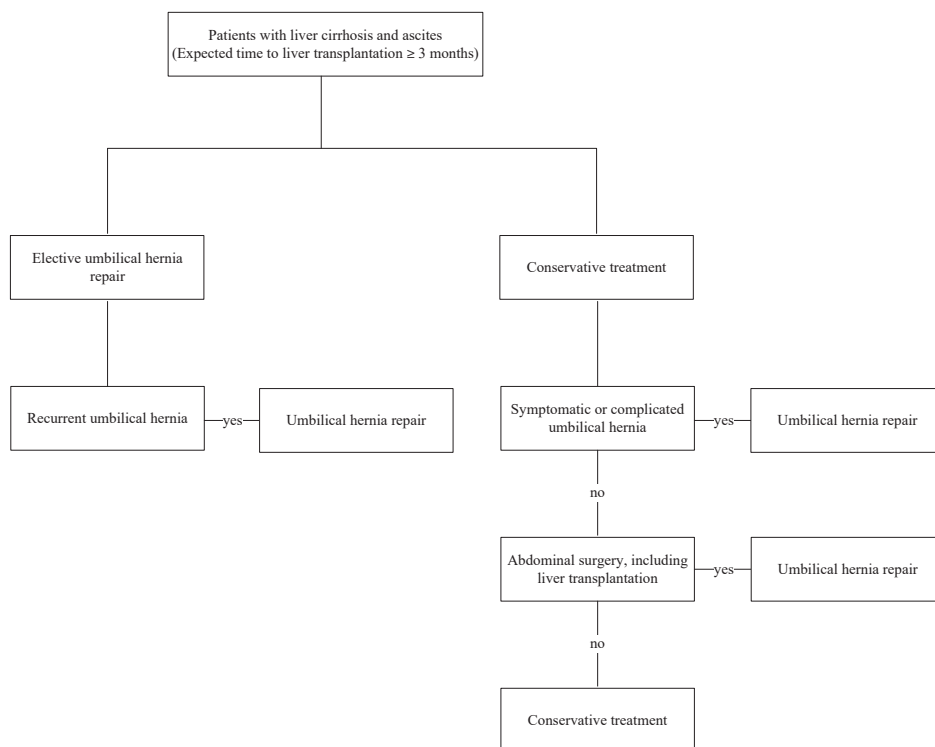 Patients with liver cirrhosis and ascites
(Expected time to liver transplantation ≥ 3 months)
Elective umbilical hernia
repair
Conservative treatment
Recurrent umbilical hernia
yes
Umbilical hernia repair
Symptomatic or complicated
umbilical hernia
yes
Umbilical hernia repair
no
Abdominal surgery, including
liver transplantation
yes
Umbilical hernia repair
no
Conservative treatment